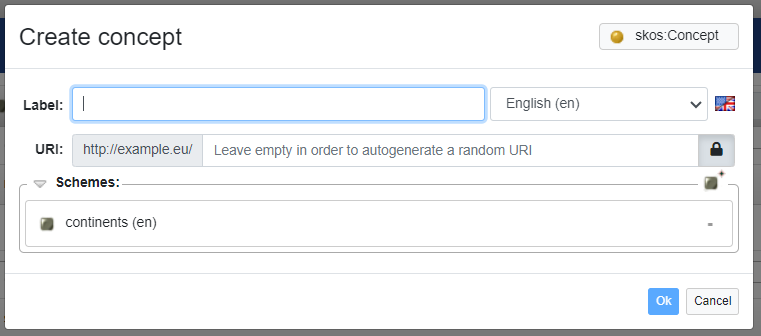 Create concept
skos:Concept
Label:
English (en)
URI:
http://example.eu/
Leave empty in order to autogenerate a random URI
Schemes:
continents (en)
-
Ok
Cancel